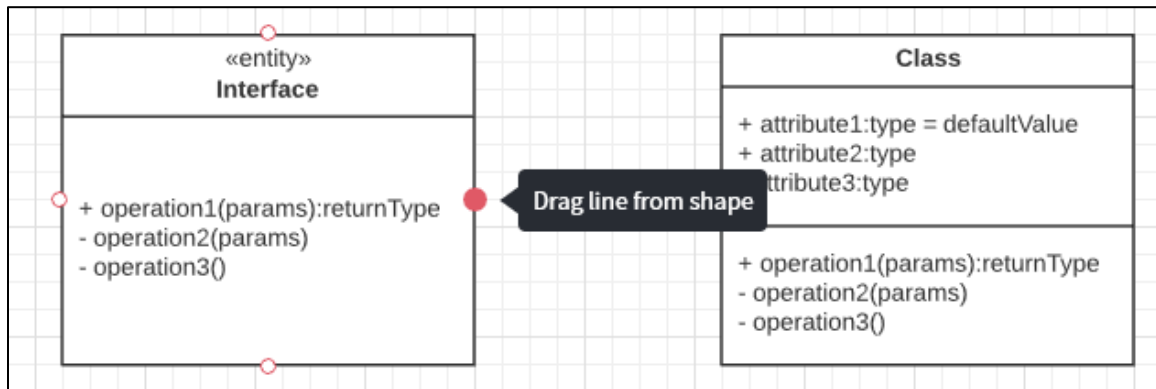 «entity»
Interface
+ operation1(params):returnType
- operation2(params)
- operation3()
Drag line from shape
Class
+ attribute1:type = defaultValue
+ attribute2:type
attribute3:type
+ operation1(params):returnType
- operation2(params)
- operation3()